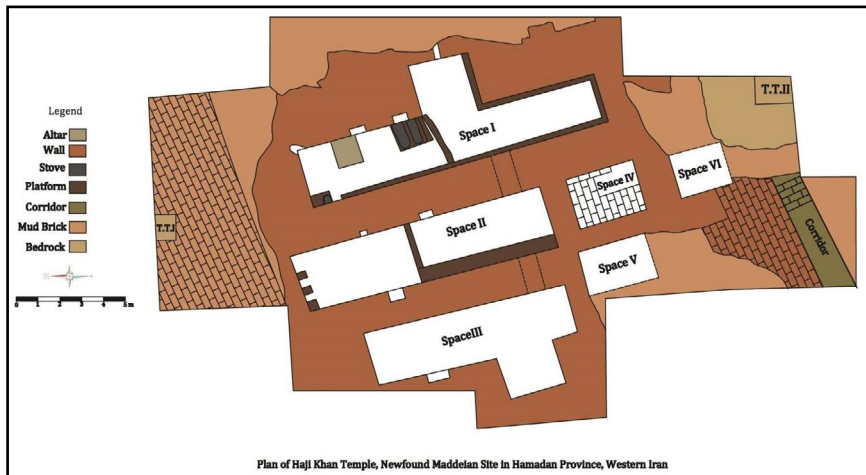 Legend
Altar
Wall
Stove
Platform
Corridor
Mud Brick
Bedrock
0 1 2 3 4 5 m
T.T.I
T.T.II
Space I
Space II
SpaceIII
Space IV
Space V
Space VI
Corridor
Plan of Haji Khan Temple, Newfound Maddeian Site in Hamadan Province, Western Iran